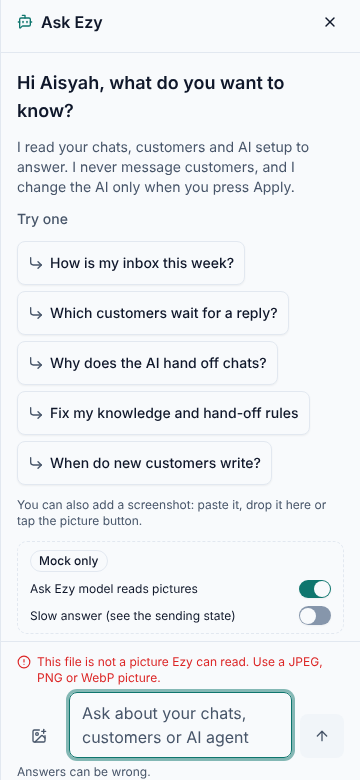 Ask Ezy
Hi Aisyah, what do you want to
know?
I read your chats, customers and AI setup to
answer. I never message customers, and I
change the AI only when you press Apply.
Try one
How is my inbox this week?
Which customers wait for a reply?
Why does the AI hand off chats?
Fix my knowledge and hand-off rules
When do new customers write?
You can also add a screenshot: paste it, drop it here or
tap the picture button.
Mock only
Ask Ezy model reads pictures
Slow answer (see the sending state)
This file is not a picture Ezy can read. Use a JPEG,
PNG or WebP picture.
Ask about your chats,
customers or AI agent
Answers can be wrong.